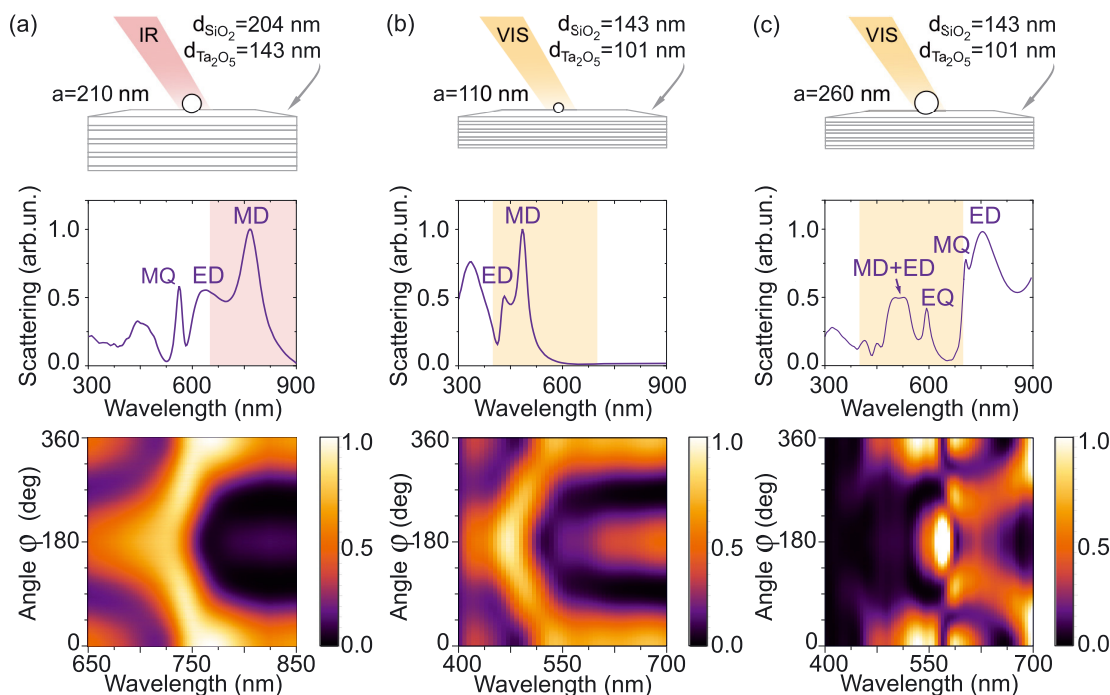 (a)
IR
dSiO₂=204 nm
dTa₂O₅=143 nm
a=210 nm
(b)
VIS
dSiO₂=143 nm
dTa₂O₅=101 nm
a=110 nm
(c)
VIS
dSiO₂=143 nm
dTa₂O₅=101 nm
a=260 nm
Scattering (arb.un.)
1.0
0.5
0.0
MQ
ED
MD
300
600
900
Wavelength (nm)
Scattering (arb.un.)
1.0
0.5
0.0
ED
MD
300
600
900
Wavelength (nm)
Scattering (arb.un.)
1.0
0.5
0.0
MD+ED
EQ
MQ
ED
300
600
900
Wavelength (nm)
Angle φ (deg)
360
180
0
650
750
850
Wavelength (nm)
1.0
0.5
0.0
Angle φ (deg)
360
180
0
400
550
700
Wavelength (nm)
1.0
0.5
0.0
Angle φ (deg)
360
180
0
400
550
700
Wavelength (nm)
1.0
0.5
0.0